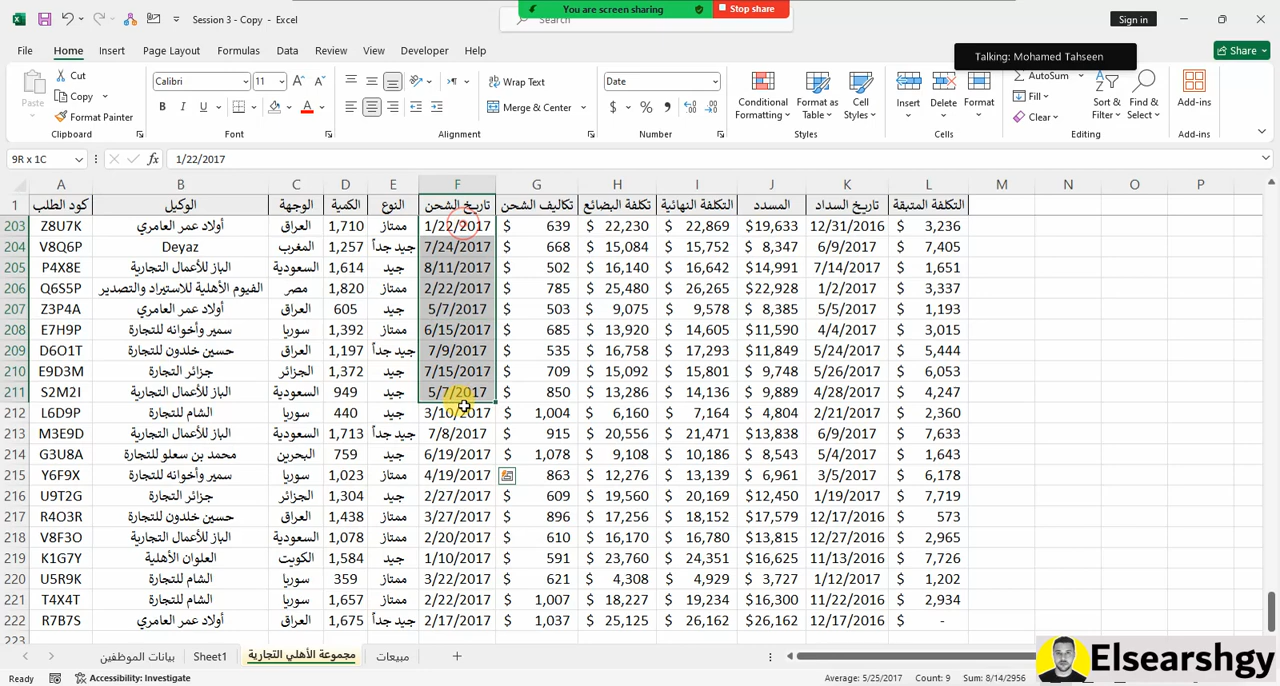 Session 3 - Copy - Excel
Search
You are screen sharing
Stop share
Sign in
File Home Insert Page Layout Formulas Data Review View Developer Help
Talking: Mohamed Tahseen
Share
Paste
Cut
Copy
Format Painter
Clipboard
Calibri 11
B I U
Font
Wrap Text
Merge & Center
Alignment
Date
$ % ,
Number
Conditional Formatting
Format as Table
Cell Styles
Styles
Insert Delete Format
Cells
AutoSum
Fill
Clear
Sort & Filter
Find & Select
Editing
Add-ins
Add-ins
9R x 1C fx 1/22/2017
A B C D E F G H I J K L M N O P
1 كود الطلب الوكيل الوجهة الكمية النوع تاريخ الشحن تكاليف الشحن تكلفة البضائع التكلفة النهائية المسدد تاريخ السداد التكلفة المتبقة
203 Z8U7K أولاد عمر العامري العراق 1,710 ممتاز 1/22/2017 $ 639 $ 22,230 $ 22,869 $19,633 12/31/2016 $ 3,236
204 V8Q6P Deyaz المغرب 1,257 جيد جداً 7/24/2017 $ 668 $ 15,084 $ 15,752 $ 8,347 6/9/2017 $ 7,405
205 P4X8E الباز للأعمال التجارية السعودية 1,614 جيد 8/11/2017 $ 502 $ 16,140 $ 16,642 $14,991 7/14/2017 $ 1,651
206 Q6S5P الفيوم الأهلية للاستيراد والتصدير مصر 1,820 ممتاز 2/22/2017 $ 785 $ 25,480 $ 26,265 $22,928 1/2/2017 $ 3,337
207 Z3P4A أولاد عمر العامري العراق 605 جيد 5/7/2017 $ 503 $ 9,075 $ 9,578 $ 8,385 5/5/2017 $ 1,193
208 E7H9P سمير وأخوانه للتجارة سوريا 1,392 ممتاز 6/15/2017 $ 685 $ 13,920 $ 14,605 $11,590 4/4/2017 $ 3,015
209 D6O1T حسين خلدون للتجارة العراق 1,197 جيد جداً 7/9/2017 $ 535 $ 16,758 $ 17,293 $11,849 5/24/2017 $ 5,444
210 E9D3M جزائر التجارة الجزائر 1,372 جيد 7/15/2017 $ 709 $ 15,092 $ 15,801 $ 9,748 5/26/2017 $ 6,053
211 S2M2I الباز للأعمال التجارية السعودية 949 جيد 5/7/2017 $ 850 $ 13,286 $ 14,136 $ 9,889 4/28/2017 $ 4,247
212 L6D9P الشام للتجارة سوريا 440 ممتاز 3/10/2017 $ 1,004 $ 6,160 $ 7,164 $ 4,804 2/21/2017 $ 2,360
213 M3E9D الباز للأعمال التجارية السعودية 1,713 جيد جداً 7/8/2017 $ 915 $ 20,556 $ 21,471 $13,838 6/9/2017 $ 7,633
214 G3U8A محمد بن سعلو للتجارة البحرين 759 جيد 6/19/2017 $ 1,078 $ 9,108 $ 10,186 $ 8,543 5/4/2017 $ 1,643
215 Y6F9X سمير وأخوانه للتجارة سوريا 1,023 ممتاز 4/19/2017 863 $ 12,276 $ 13,139 $ 6,961 3/5/2017 $ 6,178
216 U9T2G جزائر التجارة الجزائر 1,304 جيد 2/27/2017 $ 609 $ 19,560 $ 20,169 $12,450 1/19/2017 $ 7,719
217 R4O3R حسين خلدون للتجارة العراق 1,438 ممتاز 3/27/2017 $ 896 $ 17,256 $ 18,152 $17,579 12/17/2016 $ 573
218 V8F3O الباز للأعمال التجارية السعودية 1,078 ممتاز 2/20/2017 $ 610 $ 16,170 $ 16,780 $13,815 12/27/2016 $ 2,965
219 K1G7Y العلوان الأهلية الكويت 1,584 جيد 1/10/2017 $ 591 $ 23,760 $ 24,351 $16,625 11/13/2016 $ 7,726
220 U5R9K الشام للتجارة سوريا 359 ممتاز 3/22/2017 $ 621 $ 4,308 $ 4,929 $ 3,727 1/12/2017 $ 1,202
221 T4X4T الشام للتجارة سوريا 1,657 ممتاز 2/22/2017 $ 1,007 $ 18,227 $ 19,234 $16,300 11/22/2016 $ 2,934
222 R7B7S أولاد عمر العامري العراق 1,675 جيد جداً 2/17/2017 $ 1,037 $ 25,125 $ 26,162 $26,162 12/17/2016 $ -
223
بيانات الموظفين Sheet1 مجموعة الأهلي التجارية مبيعات
Elsearshgy
Ready Accessibility: Investigate Average: 5/25/2017 Count: 9 Sum: 8/14/2956